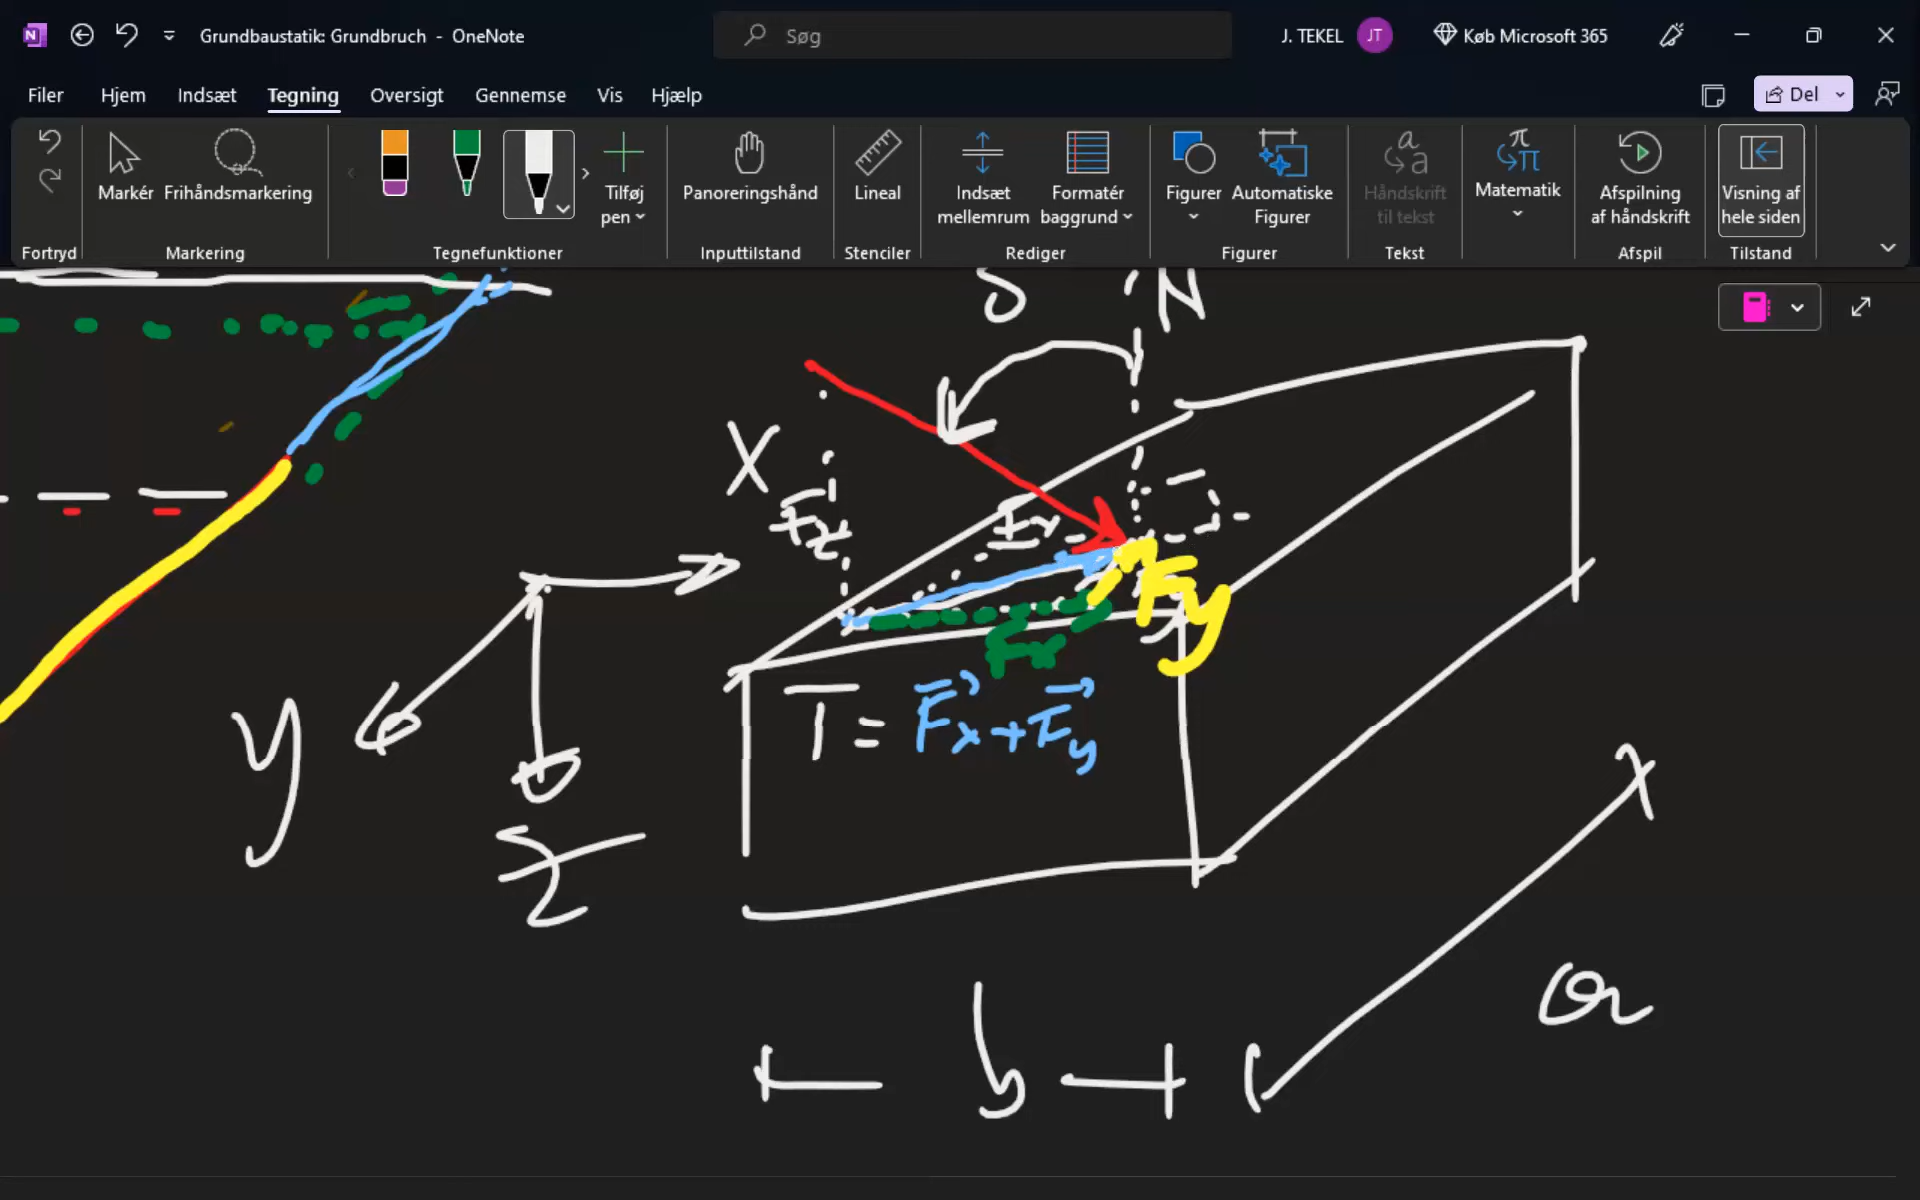 Grundbaustatik: Grundbruch - OneNote
Søg
J. TEKEL
JT
Køb Microsoft 365
Filer
Hjem
Indsæt
Tegning
Oversigt
Gennemse
Vis
Hjælp
Del
Markér
Frihåndsmarkering
Tilføj
pen
Panoreringshånd
Lineal
Indsæt
mellemrum
Formatér
baggrund
Figurer
Automatiske
Figurer
Håndskrift
til tekst
Matematik
Afspilning
af håndskrift
Visning af
hele siden
Fortryd
Markering
Tegnefunktioner
Inputtilstand
Stenciler
Rediger
Figurer
Tekst
Afspil
Tilstand
S N
X
Fz
Fx
Fy
Fx
T = Fx + Fy
y
z
b
a